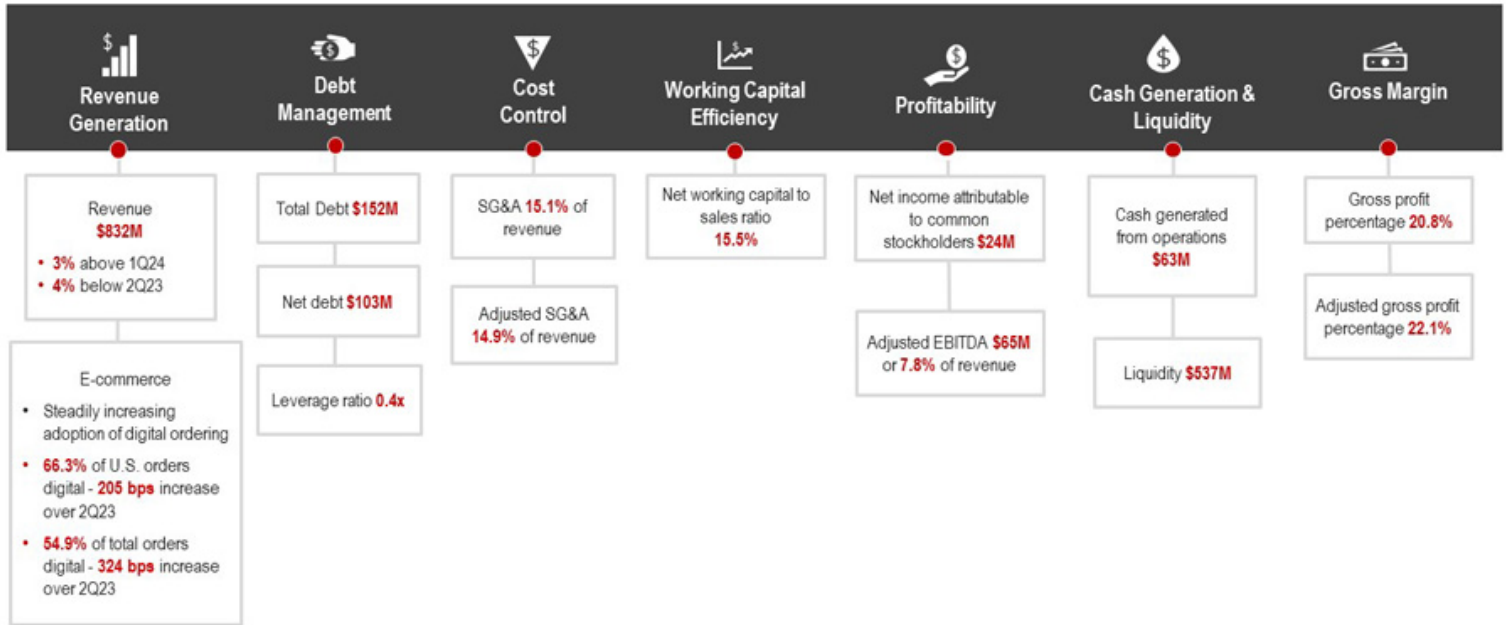 Revenue
Generation
Revenue
$832M
• 3% above 1Q24
• 4% below 2Q23
E-commerce
• Steadily increasing
adoption of digital ordering
• 66.3% of U.S. orders
digital - 205 bps increase
over 2Q23
• 54.9% of total orders
digital - 324 bps increase
over 2Q23
Debt
Management
Total Debt $152M
Net debt $103M
Leverage ratio 0.4x
Cost
Control
SG&A 15.1% of
revenue
Adjusted SG&A
14.9% of revenue
Working Capital
Efficiency
Net working capital to
sales ratio
15.5%
Profitability
Net income attributable
to common
stockholders $24M
Adjusted EBITDA $65M
or 7.8% of revenue
Cash Generation &
Liquidity
Cash generated
from operations
$63M
Liquidity $537M
Gross Margin
Gross profit
percentage 20.8%
Adjusted gross profit
percentage 22.1%